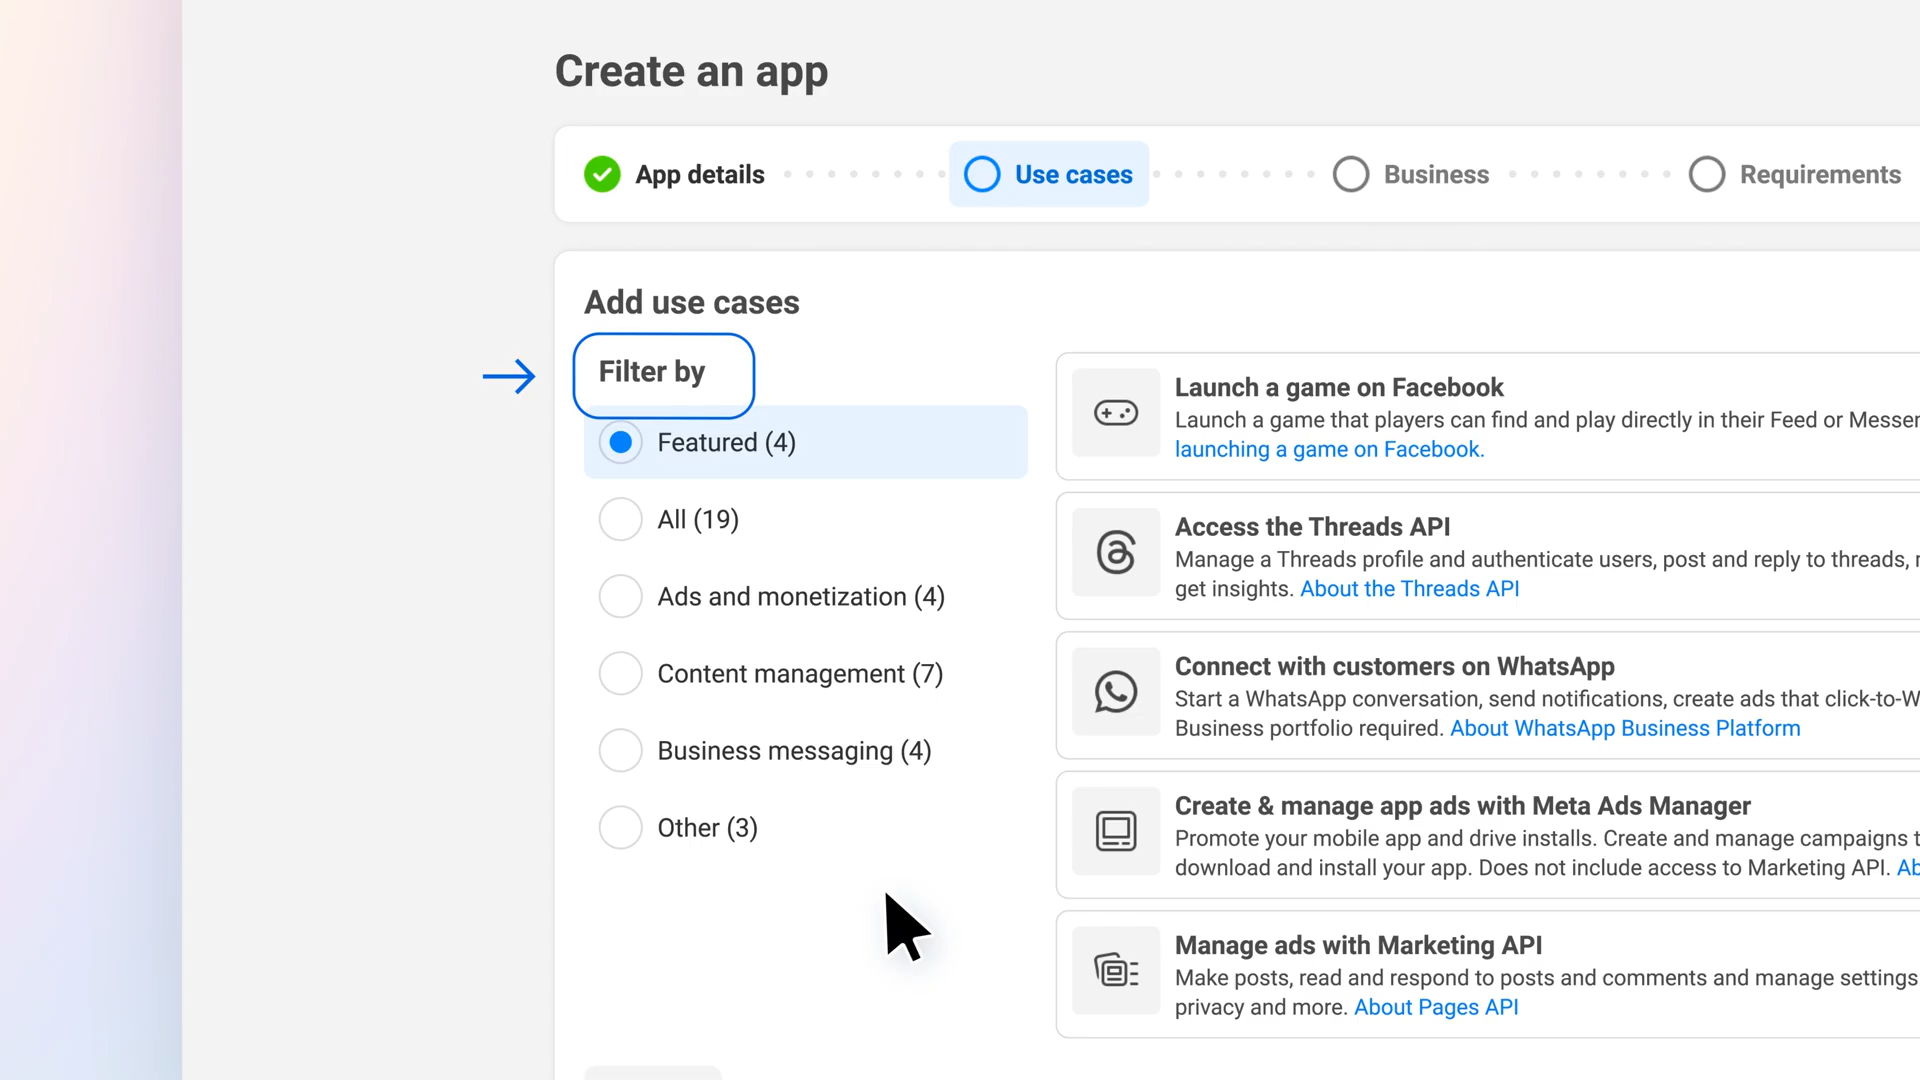 Create an app
App details
Use cases
Business
Requirements
Add use cases
Filter by
Featured (4)
All (19)
Ads and monetization (4)
Content management (7)
Business messaging (4)
Other (3)
Launch a game on Facebook
Launch a game that players can find and play directly in their Feed or Messen
launching a game on Facebook.
Access the Threads API
Manage a Threads profile and authenticate users, post and reply to threads,
get insights. About the Threads API
Connect with customers on WhatsApp
Start a WhatsApp conversation, send notifications, create ads that click-to-W
Business portfolio required. About WhatsApp Business Platform
Create & manage app ads with Meta Ads Manager
Promote your mobile app and drive installs. Create and manage campaigns t
download and install your app. Does not include access to Marketing API. Ab
Manage ads with Marketing API
Make posts, read and respond to posts and comments and manage settings
privacy and more. About Pages API